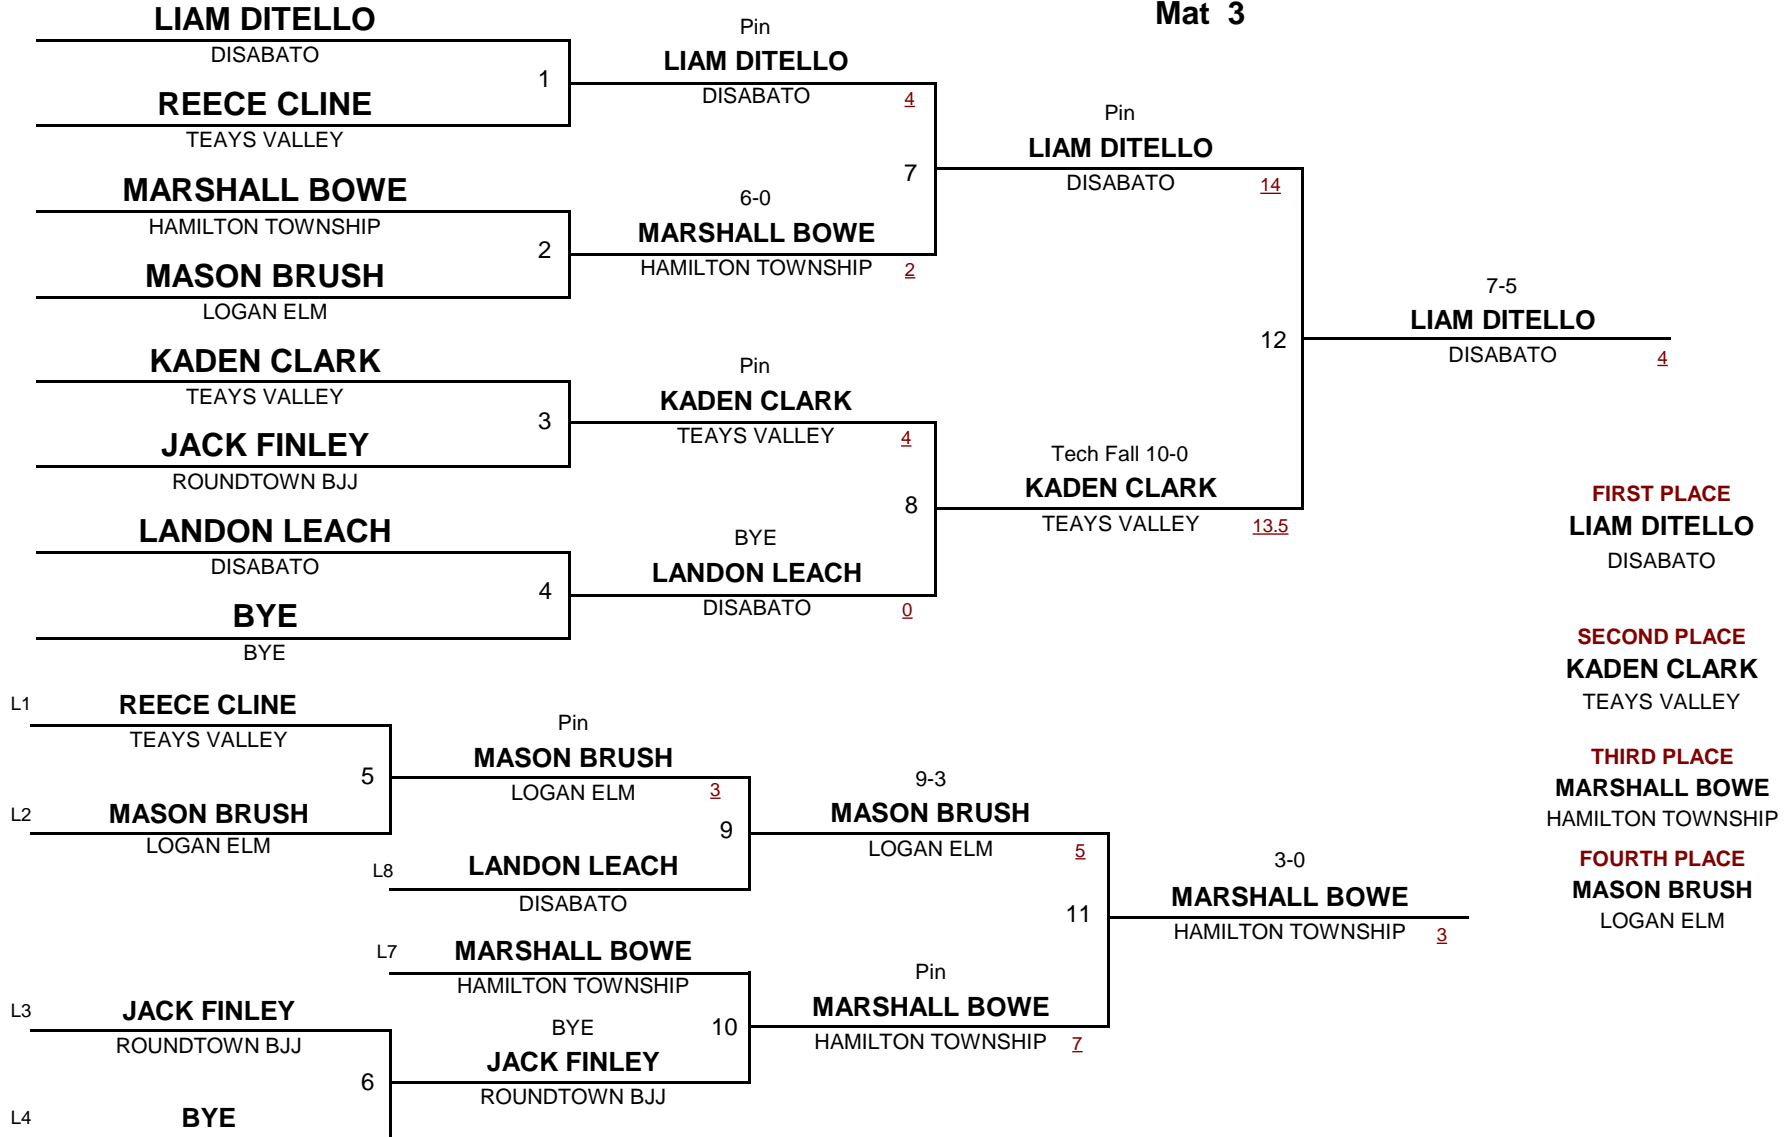 Mat 3
LIAM DITELLO
DISABATO
1
REECE CLINE
TEAYS VALLEY
MARSHALL BOWE
HAMILTON TOWNSHIP
2
MASON BRUSH
LOGAN ELM
KADEN CLARK
TEAYS VALLEY
3
JACK FINLEY
ROUNDTOWN BJJ
LANDON LEACH
DISABATO
4
BYE
BYE
Pin
LIAM DITELLO
DISABATO 4
7
6-0
MARSHALL BOWE
HAMILTON TOWNSHIP 2
Pin
KADEN CLARK
TEAYS VALLEY 4
8
BYE
LANDON LEACH
DISABATO 0
Pin
LIAM DITELLO
DISABATO 14
12
Tech Fall 10-0
KADEN CLARK
TEAYS VALLEY 13.5
7-5
LIAM DITELLO
DISABATO 4
FIRST PLACE
LIAM DITELLO
DISABATO
SECOND PLACE
KADEN CLARK
TEAYS VALLEY
THIRD PLACE
MARSHALL BOWE
HAMILTON TOWNSHIP
FOURTH PLACE
MASON BRUSH
LOGAN ELM
L1 REECE CLINE
TEAYS VALLEY
5
L2 MASON BRUSH
LOGAN ELM
Pin
MASON BRUSH
LOGAN ELM 3
9
L8 LANDON LEACH
DISABATO
L7 MARSHALL BOWE
HAMILTON TOWNSHIP
10
BYE
JACK FINLEY
ROUNDTOWN BJJ
L3 JACK FINLEY
ROUNDTOWN BJJ
6
L4 BYE
9-3
MASON BRUSH
LOGAN ELM 5
11
Pin
MARSHALL BOWE
HAMILTON TOWNSHIP 7
3-0
MARSHALL BOWE
HAMILTON TOWNSHIP 3